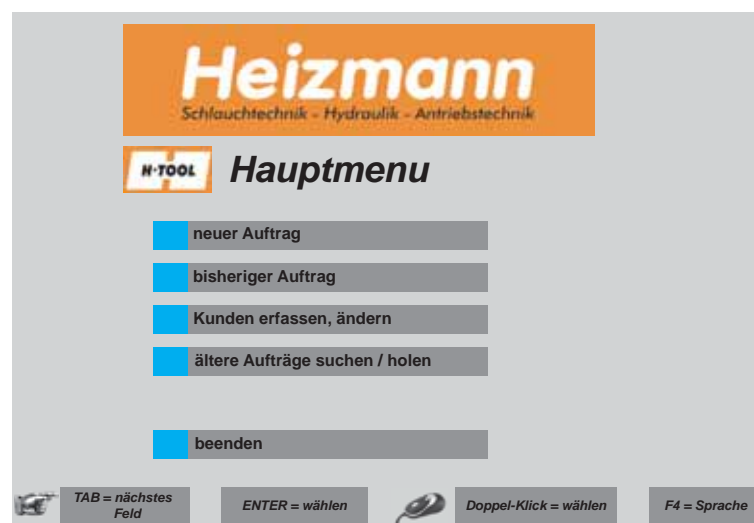 Heizmann
Schlauchtechnik - Hydraulik - Antriebstechnik
H-TOOL
Hauptmenu
neuer Auftrag
bisheriger Auftrag
Kunden erfassen, ändern
ältere Aufträge suchen / holen
beenden
TAB = nächstes
Feld
ENTER = wählen
Doppel-Klick = wählen
F4 = Sprache